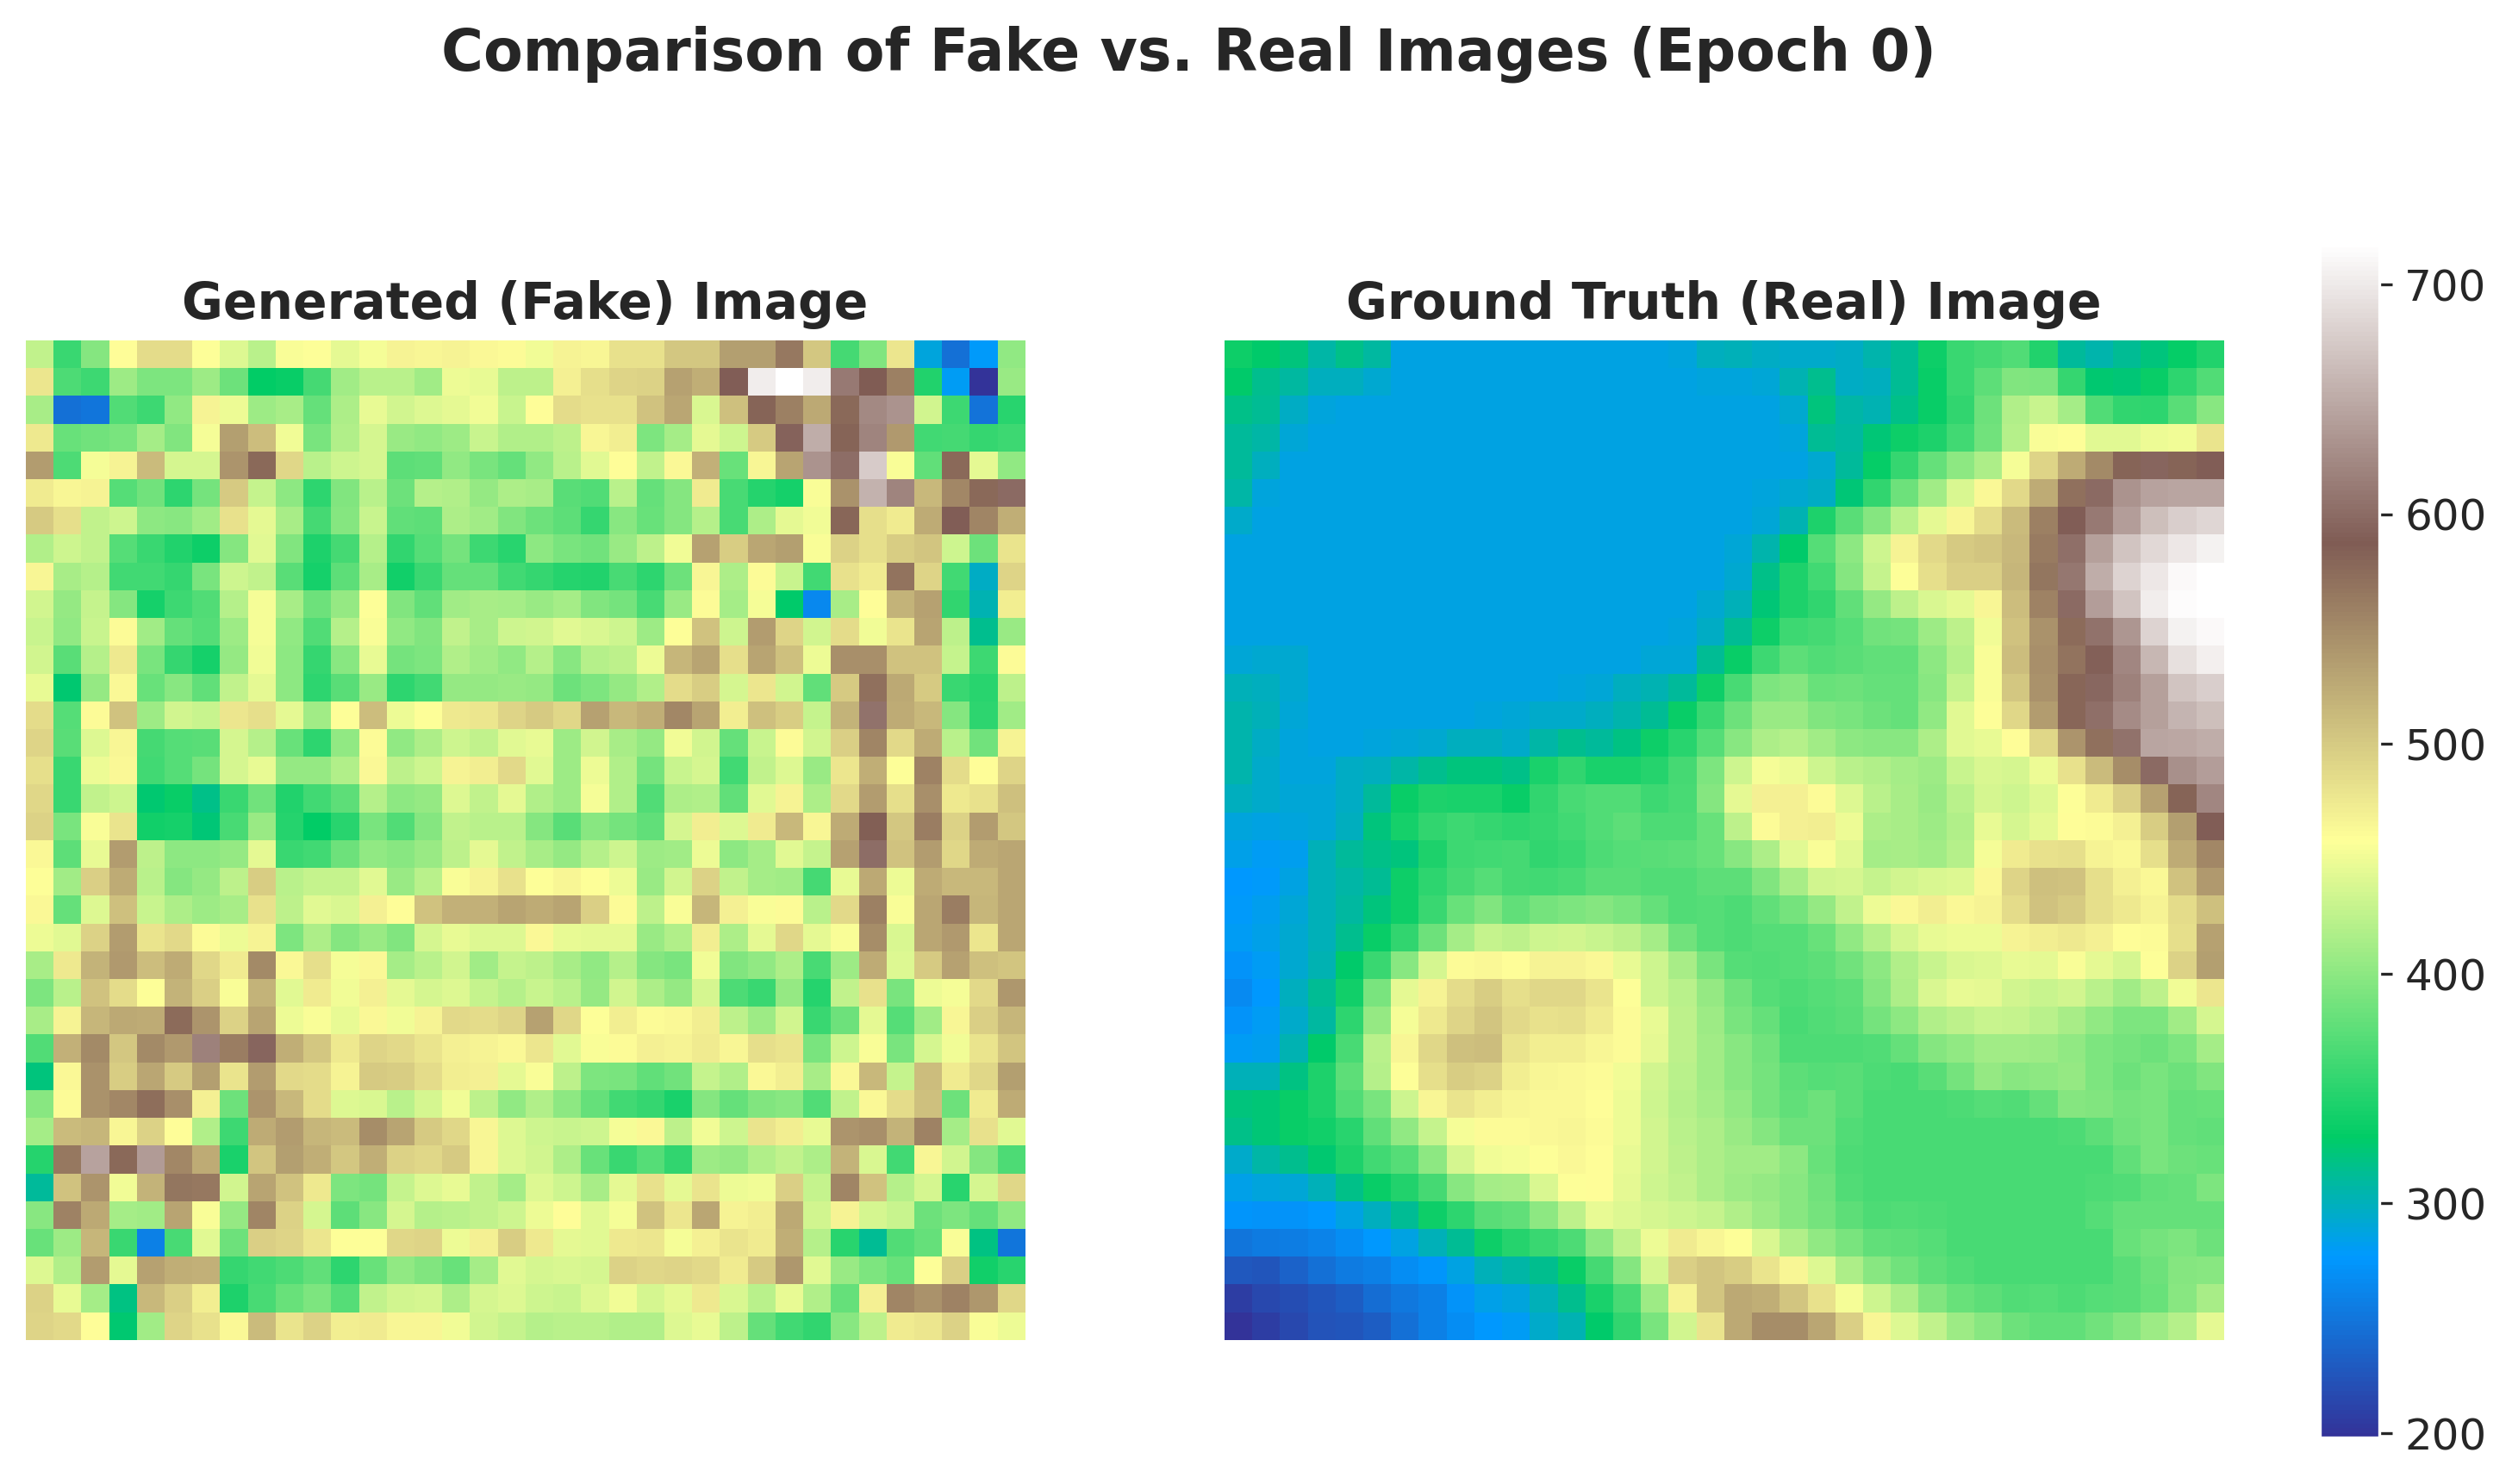 Comparison of Fake vs. Real Images (Epoch 0)
Generated (Fake) Image
Ground Truth (Real) Image
700
600
500
400
300
200